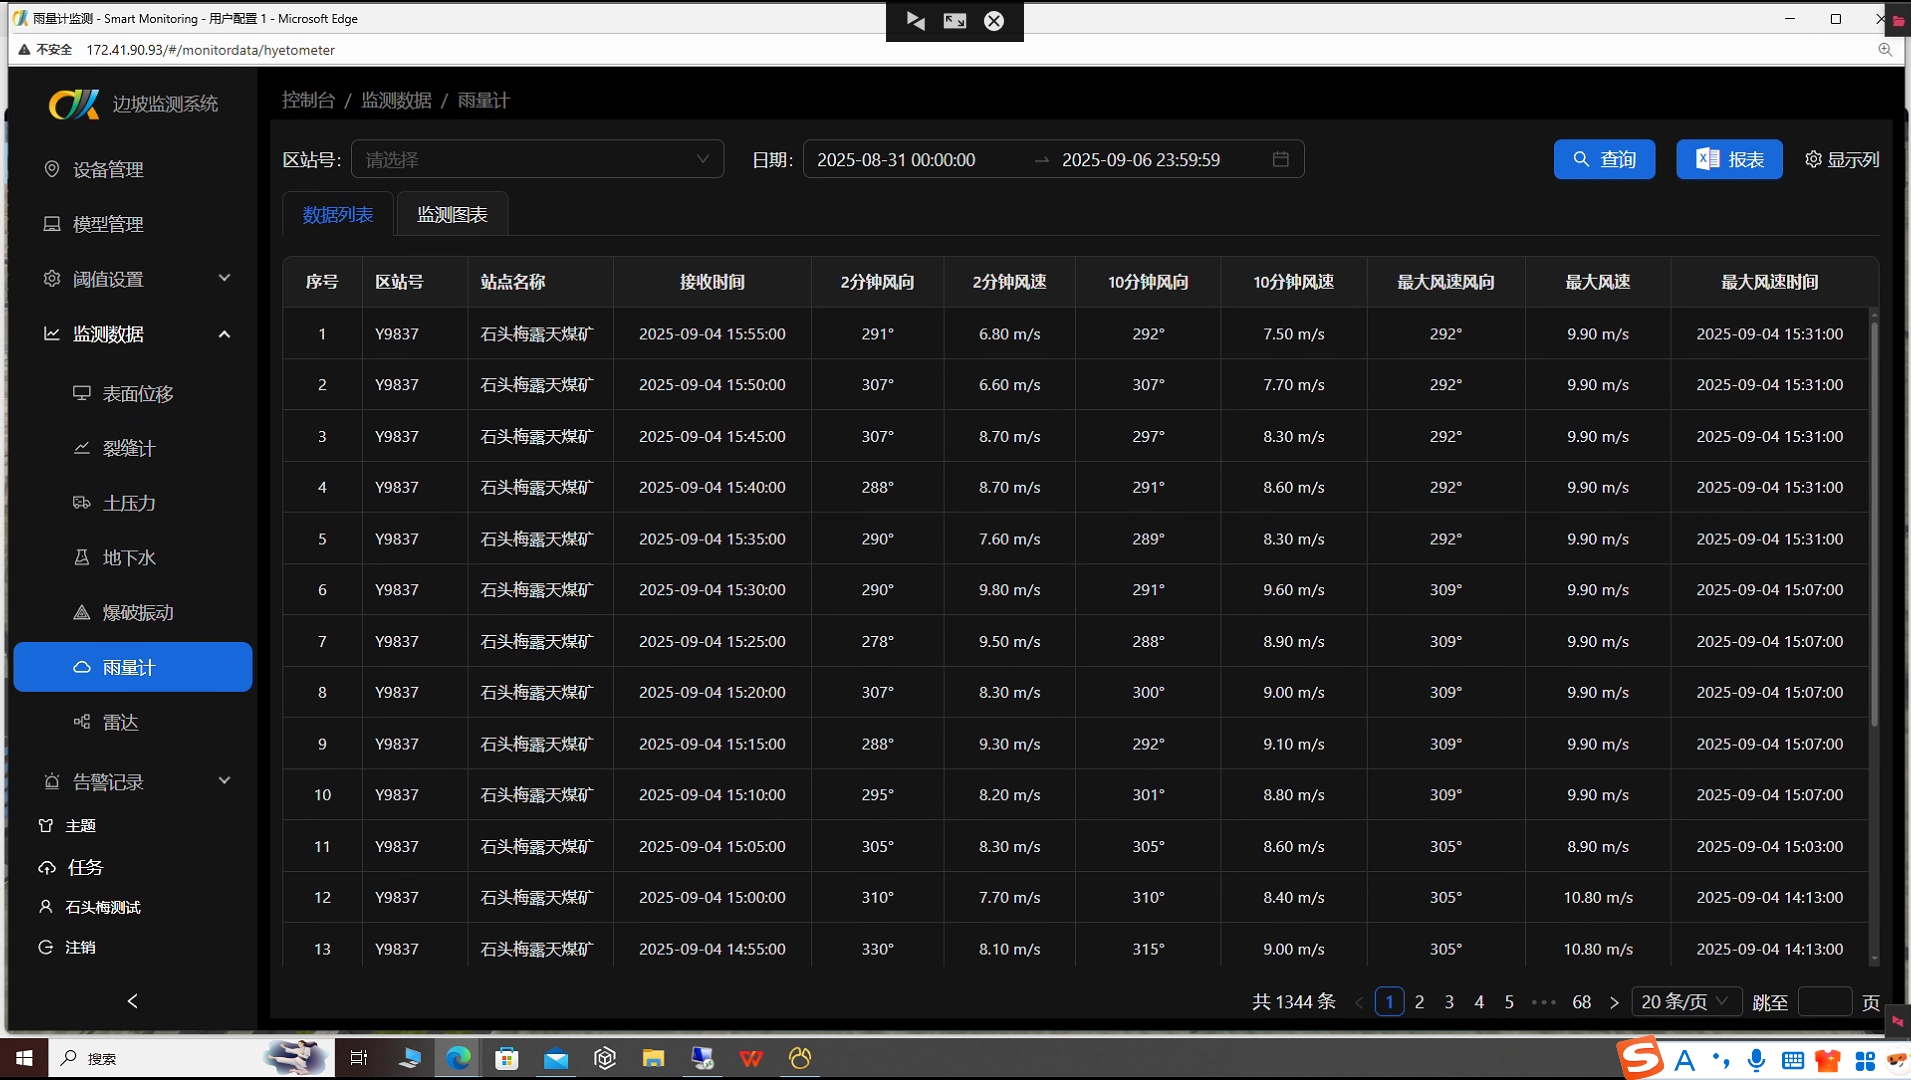 雨量计监测 - Smart Monitoring - 用户配置 1 - Microsoft Edge
不安全 172.41.90.93/#/monitordata/hyetometer
边坡监测系统
设备管理
模型管理
阈值设置
监测数据
表面位移
裂缝计
土压力
地下水
爆破振动
雨量计
雷达
告警记录
主题
任务
石头梅测试
注销
控制台 / 监测数据 / 雨量计
区站号: 请选择 日期: 2025-08-31 00:00:00 → 2025-09-06 23:59:59 查询 报表 显示列
数据列表 监测图表
序号 区站号 站点名称 接收时间 2分钟风向 2分钟风速 10分钟风向 10分钟风速 最大风速风向 最大风速 最大风速时间
1 Y9837 石头梅露天煤矿 2025-09-04 15:55:00 291° 6.80 m/s 292° 7.50 m/s 292° 9.90 m/s 2025-09-04 15:31:00
2 Y9837 石头梅露天煤矿 2025-09-04 15:50:00 307° 6.60 m/s 307° 7.70 m/s 292° 9.90 m/s 2025-09-04 15:31:00
3 Y9837 石头梅露天煤矿 2025-09-04 15:45:00 307° 8.70 m/s 297° 8.30 m/s 292° 9.90 m/s 2025-09-04 15:31:00
4 Y9837 石头梅露天煤矿 2025-09-04 15:40:00 288° 8.70 m/s 291° 8.60 m/s 292° 9.90 m/s 2025-09-04 15:31:00
5 Y9837 石头梅露天煤矿 2025-09-04 15:35:00 290° 7.60 m/s 289° 8.30 m/s 292° 9.90 m/s 2025-09-04 15:31:00
6 Y9837 石头梅露天煤矿 2025-09-04 15:30:00 290° 9.80 m/s 291° 9.60 m/s 309° 9.90 m/s 2025-09-04 15:07:00
7 Y9837 石头梅露天煤矿 2025-09-04 15:25:00 278° 9.50 m/s 288° 8.90 m/s 309° 9.90 m/s 2025-09-04 15:07:00
8 Y9837 石头梅露天煤矿 2025-09-04 15:20:00 307° 8.30 m/s 300° 9.00 m/s 309° 9.90 m/s 2025-09-04 15:07:00
9 Y9837 石头梅露天煤矿 2025-09-04 15:15:00 288° 9.30 m/s 292° 9.10 m/s 309° 9.90 m/s 2025-09-04 15:07:00
10 Y9837 石头梅露天煤矿 2025-09-04 15:10:00 295° 8.20 m/s 301° 8.80 m/s 309° 9.90 m/s 2025-09-04 15:07:00
11 Y9837 石头梅露天煤矿 2025-09-04 15:05:00 305° 8.30 m/s 305° 8.60 m/s 305° 8.90 m/s 2025-09-04 15:03:00
12 Y9837 石头梅露天煤矿 2025-09-04 15:00:00 310° 7.70 m/s 310° 8.40 m/s 305° 10.80 m/s 2025-09-04 14:13:00
13 Y9837 石头梅露天煤矿 2025-09-04 14:55:00 330° 8.10 m/s 315° 9.00 m/s 305° 10.80 m/s 2025-09-04 14:13:00
共 1344 条 < 1 2 3 4 5 ••• 68 > 20 条/页 跳至 页
搜索